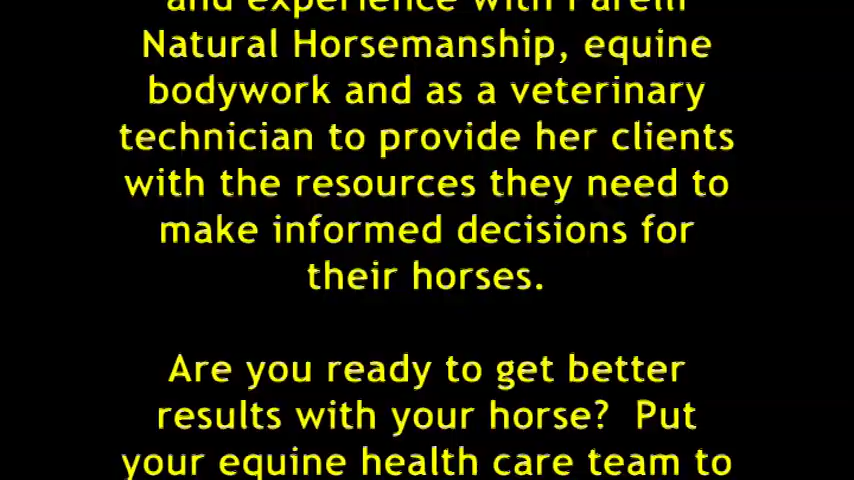 and experience with Parelli
Natural Horsemanship, equine
bodywork and as a veterinary
technician to provide her clients
with the resources they need to
make informed decisions for
their horses.
Are you ready to get better
results with your horse?  Put
your equine health care team to